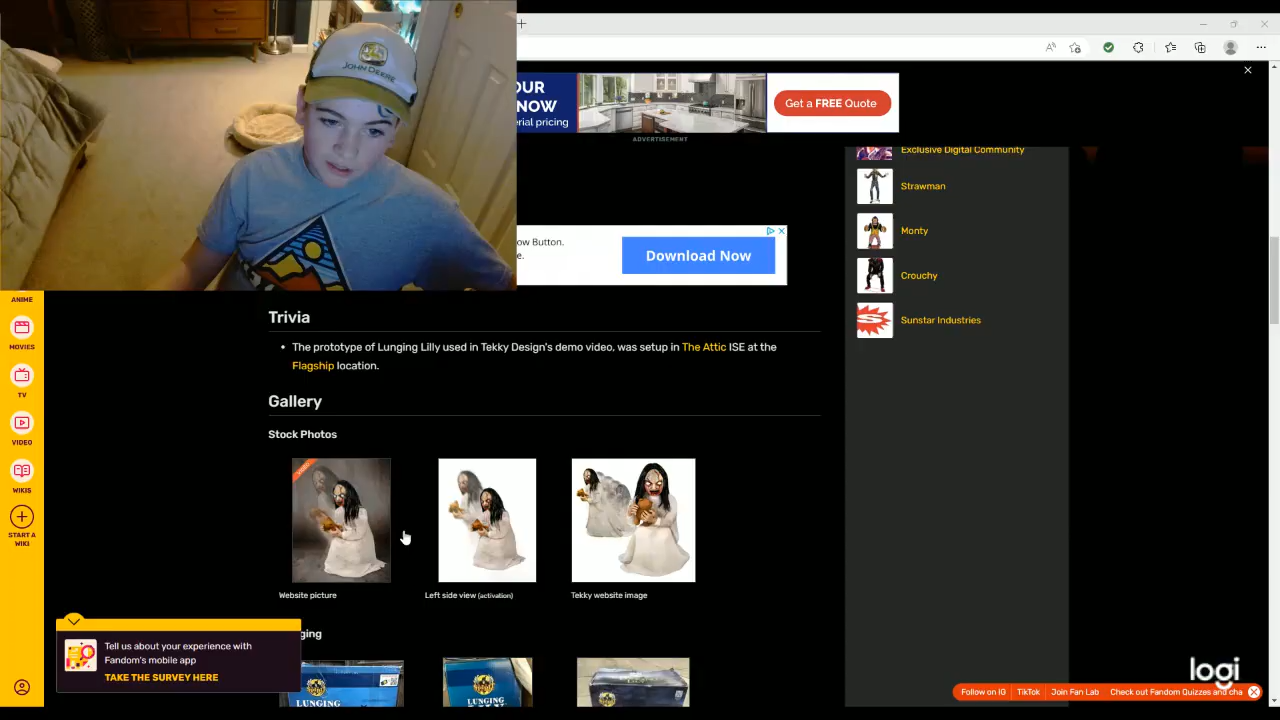 JOHN DEERE
OUR
NOW
erial pricing
Get a FREE Quote
ADVERTISEMENT
Exclusive Digital Community
Strawman
Monty
Crouchy
Sunstar Industries
ow Button.
e.
Download Now
ANIME
MOVIES
TV
VIDEO
WIKIS
START A
WIKI
Trivia
• The prototype of Lunging Lilly used in Tekky Design's demo video, was setup in The Attic ISE at the
Flagship location.
Gallery
Stock Photos
Website picture
Left side view (activation)
Tekky website image
ging
LUNGING
LUNGING
Tell us about your experience with
Fandom's mobile app
TAKE THE SURVEY HERE
logi
Follow on IG
TikTok
Join Fan Lab
Check out Fandom Quizzes and cha